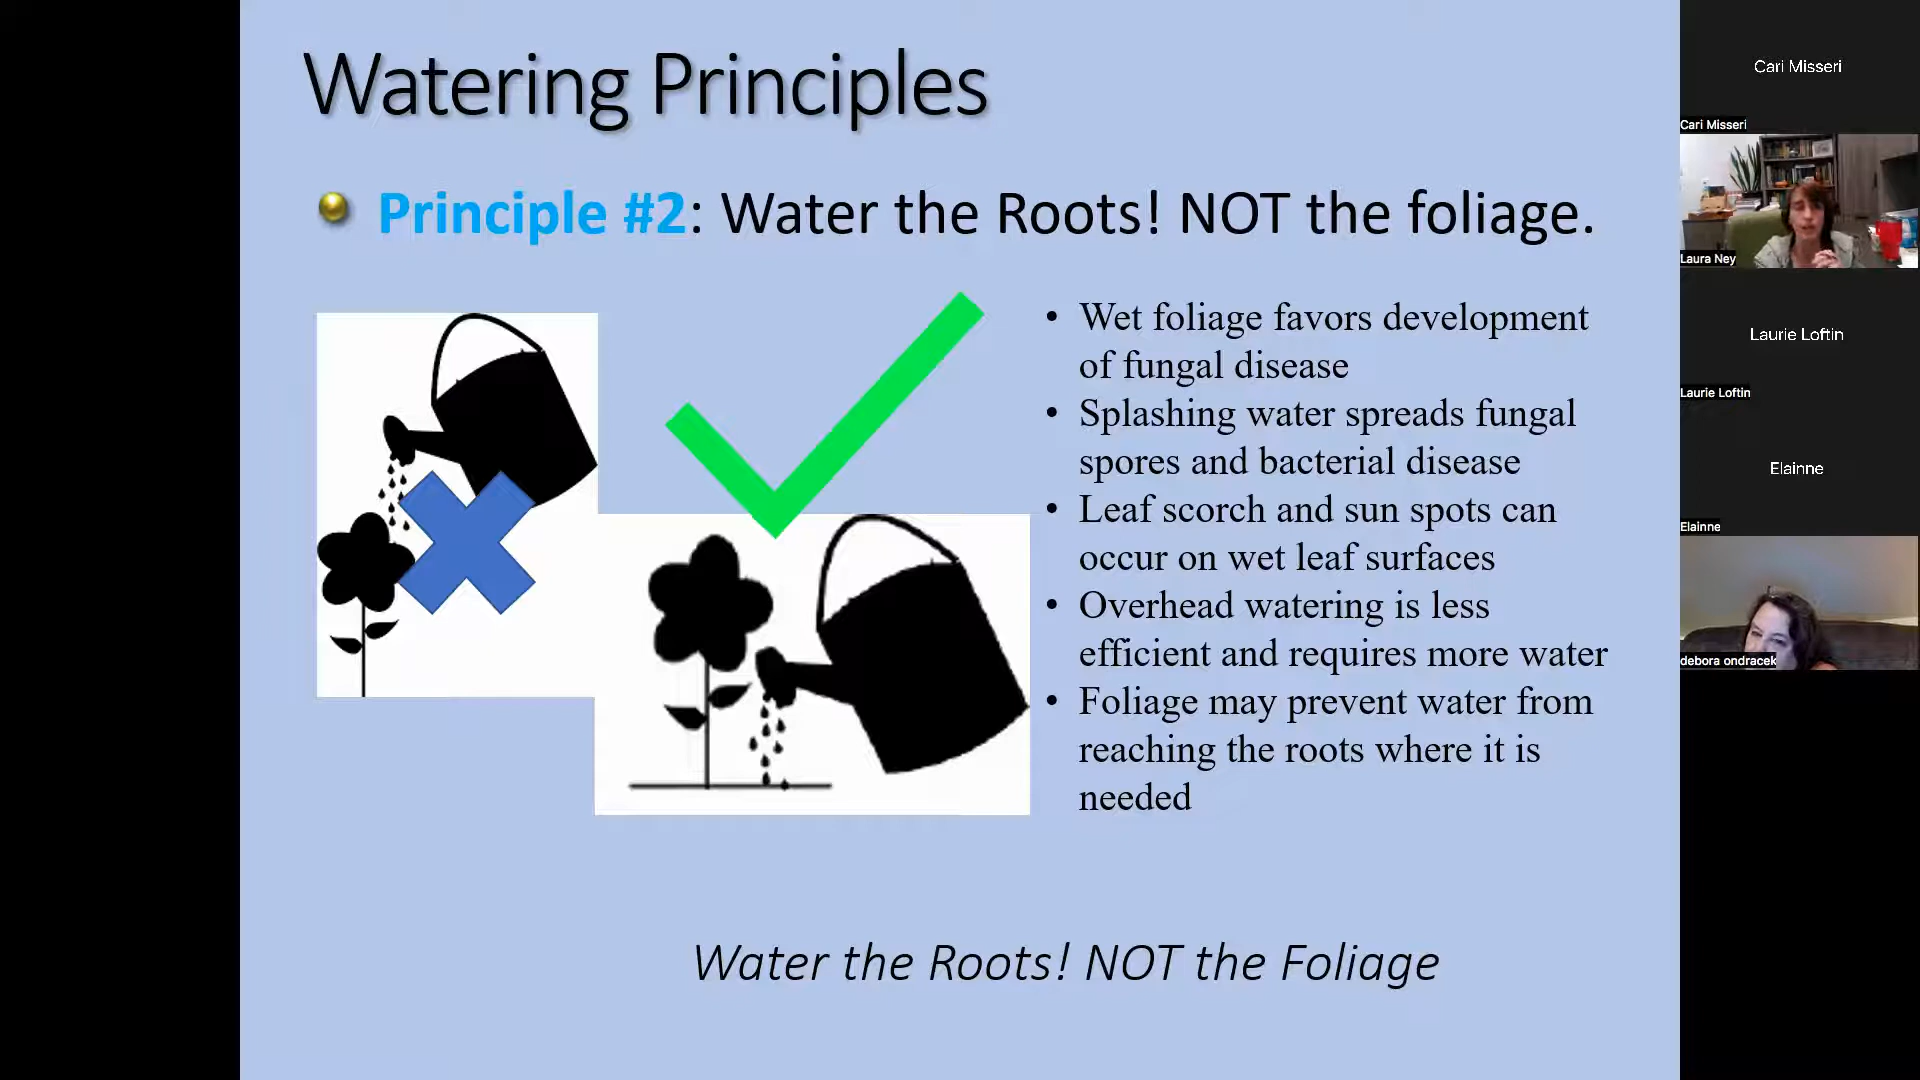 Watering Principles
Principle #2: Water the Roots! NOT the foliage.
• Wet foliage favors development
of fungal disease
• Splashing water spreads fungal
spores and bacterial disease
• Leaf scorch and sun spots can
occur on wet leaf surfaces
• Overhead watering is less
efficient and requires more water
• Foliage may prevent water from
reaching the roots where it is
needed
Water the Roots! NOT the Foliage
Cari Misseri
Cari Misseri
Laura Ney
Laurie Loftin
Laurie Loftin
Elainne
Elainne
debora ondracek